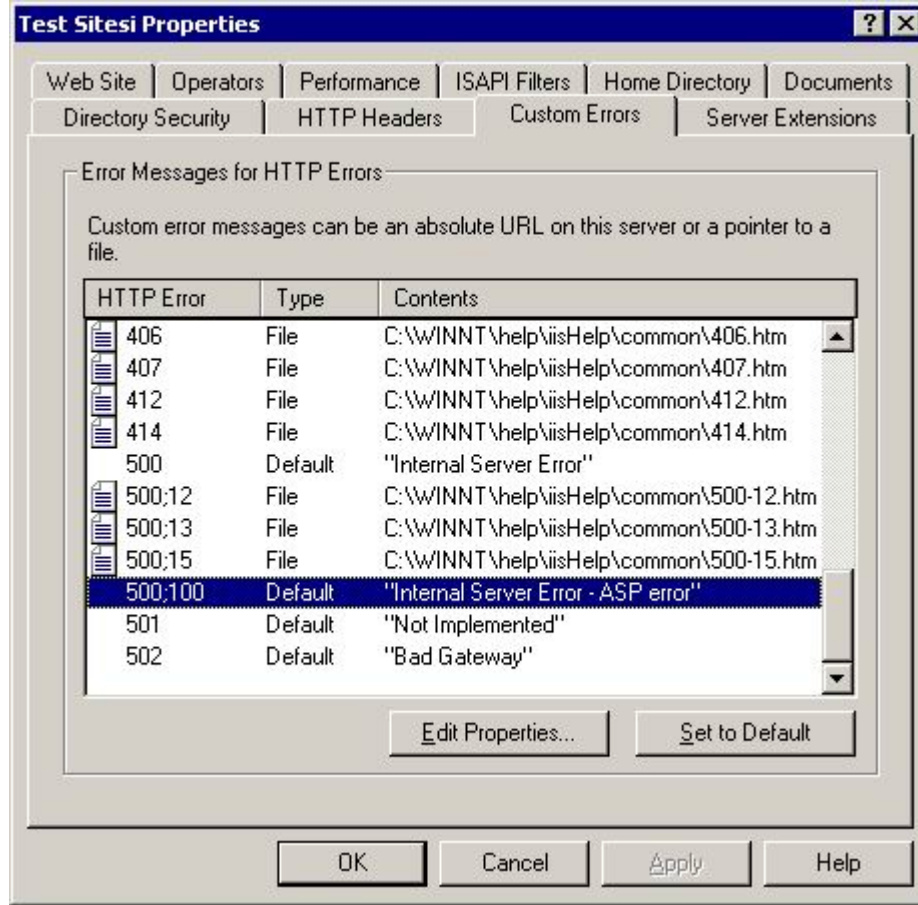 Test Sitesi Properties
Web Site Operators Performance ISAPI Filters Home Directory Documents
Directory Security HTTP Headers Custom Errors Server Extensions
Error Messages for HTTP Errors
Custom error messages can be an absolute URL on this server or a pointer to a
file.
HTTP Error Type Contents
406 File C:\WINNT\help\iisHelp\common\406.htm
407 File C:\WINNT\help\iisHelp\common\407.htm
412 File C:\WINNT\help\iisHelp\common\412.htm
414 File C:\WINNT\help\iisHelp\common\414.htm
500 Default "Internal Server Error"
500;12 File C:\WINNT\help\iisHelp\common\500-12.htm
500;13 File C:\WINNT\help\iisHelp\common\500-13.htm
500;15 File C:\WINNT\help\iisHelp\common\500-15.htm
500;100 Default "Internal Server Error - ASP error"
501 Default "Not Implemented"
502 Default "Bad Gateway"
Edit Properties... Set to Default
OK Cancel Apply Help